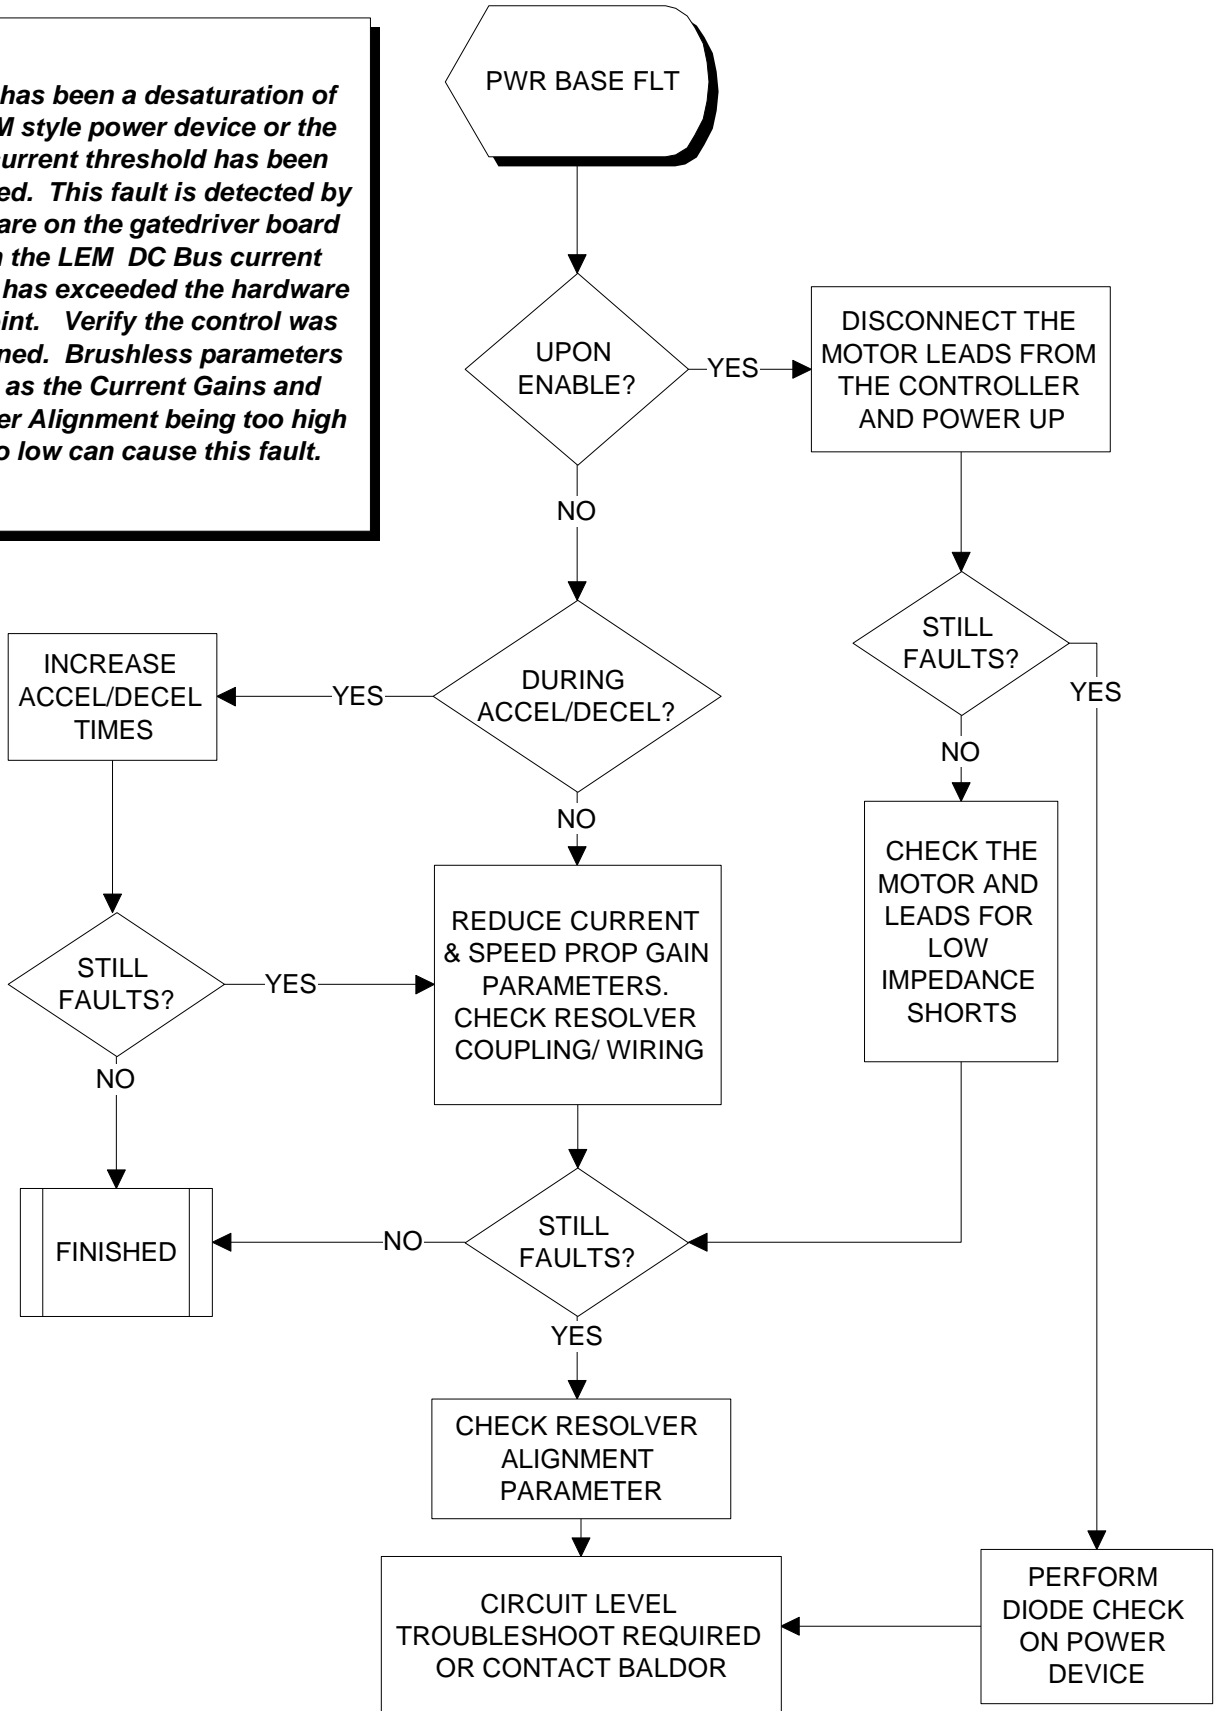 has been a desaturation of
style power device or the
current threshold has been
This fault is detected by
on the gatedriver board
the LEM DC Bus current
has exceeded the hardware
Verify the control was
Brushless parameters
as the Current Gains and
Alignment being too high
low can cause this fault.
PWR BASE FLT
UPON
ENABLE?
YES
DISCONNECT THE
MOTOR LEADS FROM
THE CONTROLLER
AND POWER UP
NO
STILL
FAULTS?
YES
INCREASE
ACCEL/DECEL
TIMES
YES
DURING
ACCEL/DECEL?
NO
NO
CHECK THE
MOTOR AND
LEADS FOR
LOW
IMPEDANCE
SHORTS
REDUCE CURRENT
& SPEED PROP GAIN
PARAMETERS.
CHECK RESOLVER
COUPLING/ WIRING
STILL
FAULTS?
YES
NO
FINISHED
NO
STILL
FAULTS?
YES
CHECK RESOLVER
ALIGNMENT
PARAMETER
CIRCUIT LEVEL
TROUBLESHOOT REQUIRED
OR CONTACT BALDOR
PERFORM
DIODE CHECK
ON POWER
DEVICE